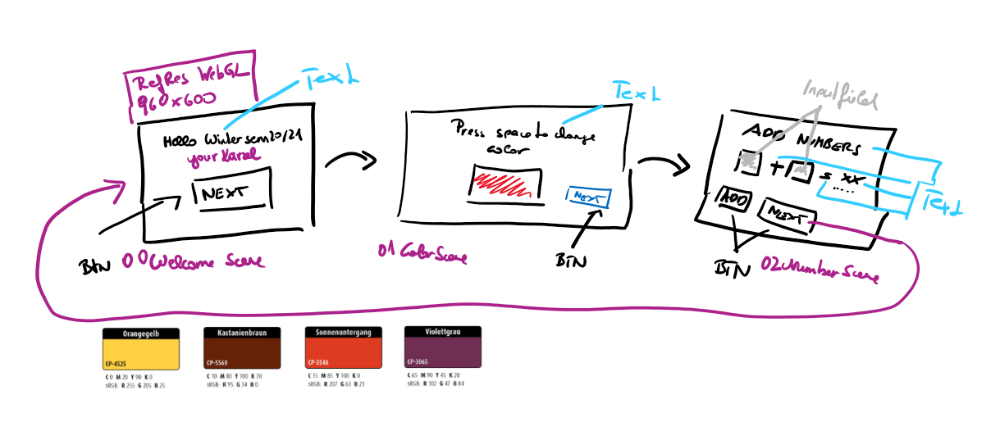 RefRes WebGL
960x600
Text
Hello Wintersem20/21
your Kürzel
NEXT
BTN
00Welcome Scene
Text
Press space to change
color
NEXT
BTN
01ColorScene
Inputfield
ADD NUMBERS
+ = xx
.....
ADD
NEXT
Text
BTN
02NumberScene
Orangegelb
CP-4525
C 0 M 20 Y 90 K 0
sRGB: R 255 G 205 B 25
Kastanienbraun
CP-5560
C 10 M 80 Y 100 K 70
sRGB: R 95 G 34 B 0
Sonnenuntergang
CP-3546
C 15 M 85 Y 100 K 0
sRGB: R 207 G 63 B 21
Violettgrau
CP-3065
C 65 M 90 Y 45 K 20
sRGB: R 102 G 47 B 84